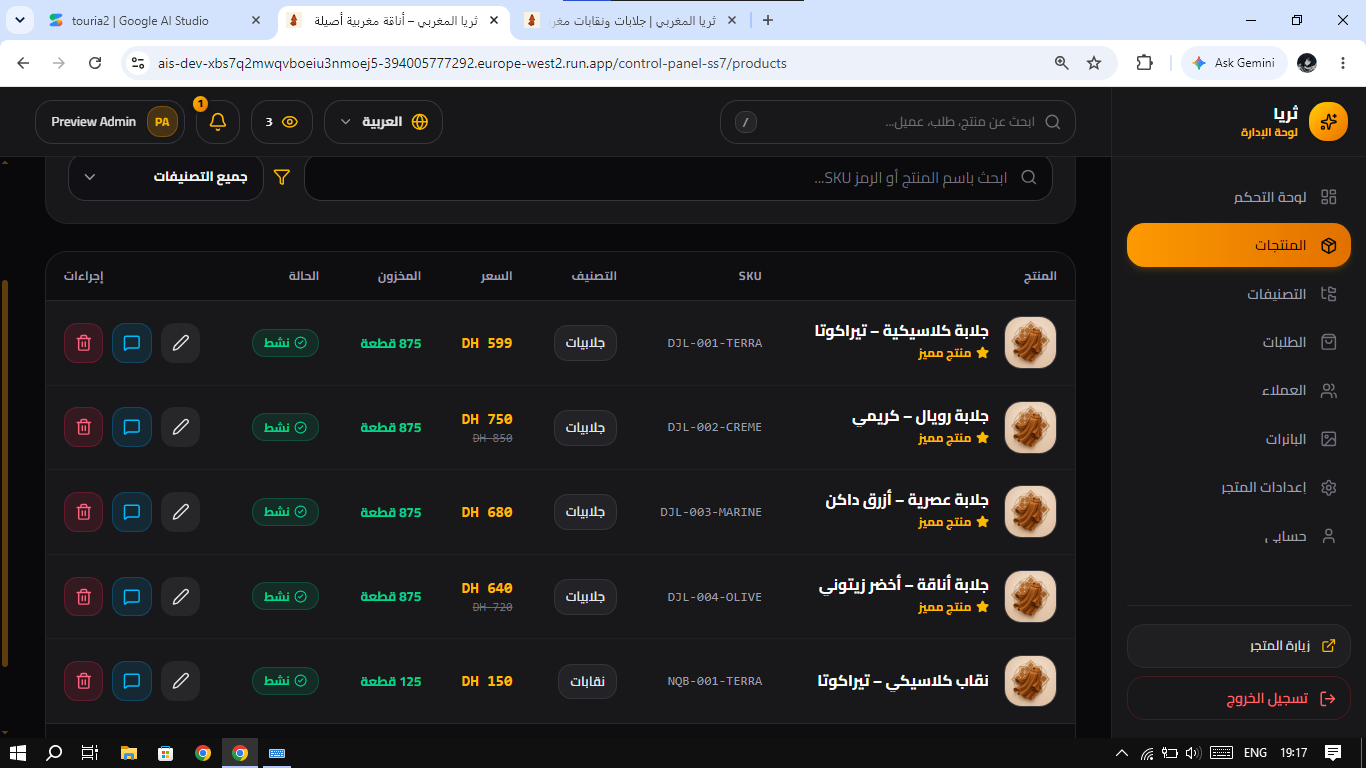 touria2 | Google AI Studio
ثريا المغربي – أناقة مغربية أصيلة
ثريا المغربي | جلابات ونقابات
ais-dev-xbs7q2mwqvboeiu3nmoej5-394005777292.europe-west2.run.app/control-panel-ss7/products
Ask Gemini
ثريا
لوحة الإدارة
ابحث عن منتج، طلب، عميل...
/
العربية
3
1
PA
Preview Admin
لوحة التحكم
المنتجات
التصنيفات
الطلبات
العملاء
البانرات
إعدادات المتجر
حسابي
زيارة المتجر
تسجيل الخروج
ابحث باسم المنتج أو الرمز SKU...
جميع التصنيفات
المنتج SKU التصنيف السعر المخزون الحالة إجراءات
جلابة كلاسيكية – تيراكوتا
منتج مميز
DJL-001-TERRA
جلابيات
599 DH
875 قطعة
نشط
جلابة رويال – كريمي
منتج مميز
DJL-002-CREME
جلابيات
750 DH
850 DH
875 قطعة
نشط
جلابة عصرية – أزرق داكن
منتج مميز
DJL-003-MARINE
جلابيات
680 DH
875 قطعة
نشط
جلابة أناقة – أخضر زيتوني
منتج مميز
DJL-004-OLIVE
جلابيات
640 DH
720 DH
875 قطعة
نشط
نقاب كلاسيكي – تيراكوتا
NQB-001-TERRA
نقابات
150 DH
125 قطعة
نشط
ENG
19:17